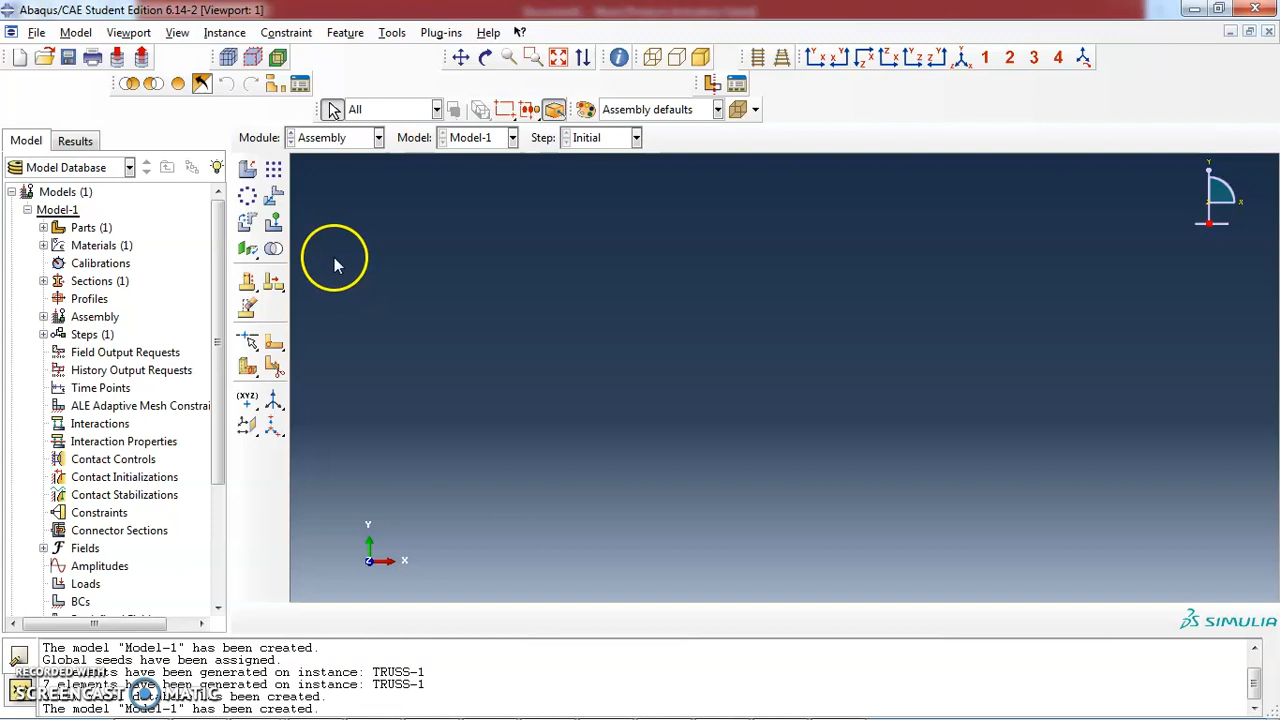 Abaqus/CAE Student Edition 6.14-2 [Viewport: 1]
File Model Viewport View Instance Constraint Feature Tools Plug-ins Help
1 2 3 4
All
Assembly defaults
Model Results
Module: Assembly Model: Model-1 Step: Initial
Model Database
Models (1)
Model-1
Parts (1)
Materials (1)
Calibrations
Sections (1)
Profiles
Assembly
Steps (1)
Field Output Requests
History Output Requests
Time Points
ALE Adaptive Mesh Constrai
Interactions
Interaction Properties
Contact Controls
Contact Initializations
Contact Stabilizations
Constraints
Connector Sections
Fields
Amplitudes
Loads
BCs
(XYZ)
Y
X
Y
Z
X
SIMULIA
The model "Model-1" has been created.
Global seeds have been assigned.
elements have been generated on instance: TRUSS-1
7 elements have been generated on instance: TRUSS-1
been created.
The model "Model-1" has been created.
RECORDED WITH
SCREENCAST MATIC